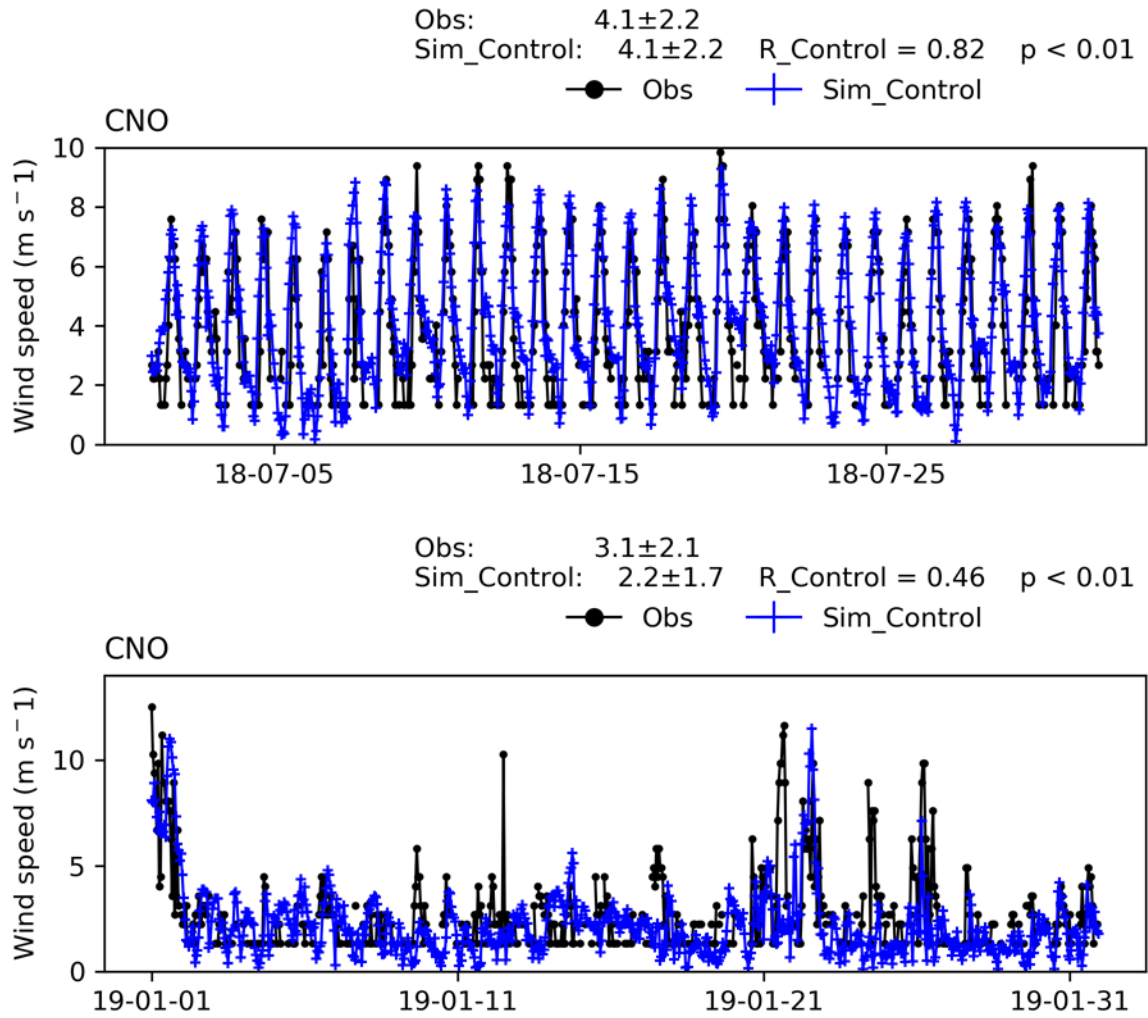 Obs: 4.1±2.2
Sim_Control: 4.1±2.2 R_Control = 0.82 p < 0.01
Obs Sim_Control
CNO
Wind speed (m s − 1)
10
8
6
4
2
0
18-07-05 18-07-15 18-07-25
Obs: 3.1±2.1
Sim_Control: 2.2±1.7 R_Control = 0.46 p < 0.01
Obs Sim_Control
CNO
Wind speed (m s − 1)
10
5
0
19-01-01 19-01-11 19-01-21 19-01-31